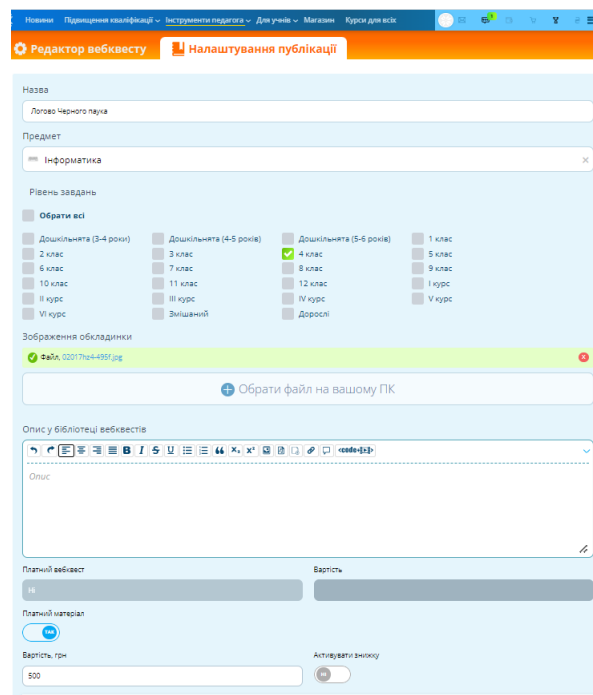 Новини Підвищення кваліфікації Інструменти педагога Для учнів Магазин Курси для всіх
Редактор вебквесту Налаштування публікації
Назва
Логово Черного паука
Предмет
Інформатика
Рівень завдань
Обрати всі
Дошкільнята (3-4 роки) Дошкільнята (4-5 років) Дошкільнята (5-6 років) 1 клас
2 клас 3 клас 4 клас 5 клас
6 клас 7 клас 8 клас 9 клас
10 клас 11 клас 12 клас I курс
II курс III курс IV курс V курс
VI курс Змішаний Дорослі
Зображення обкладинки
Файл, 02017hz4-495f.jpg
Обрати файл на вашому ПК
Опис у бібліотеці вебквестів
B I S U X₂ X² <code>[±]>
Опис
Платний вебквест Вартість
Ні
Платний матеріал
ТАК
Вартість, грн Активувати знижку
500 НІ